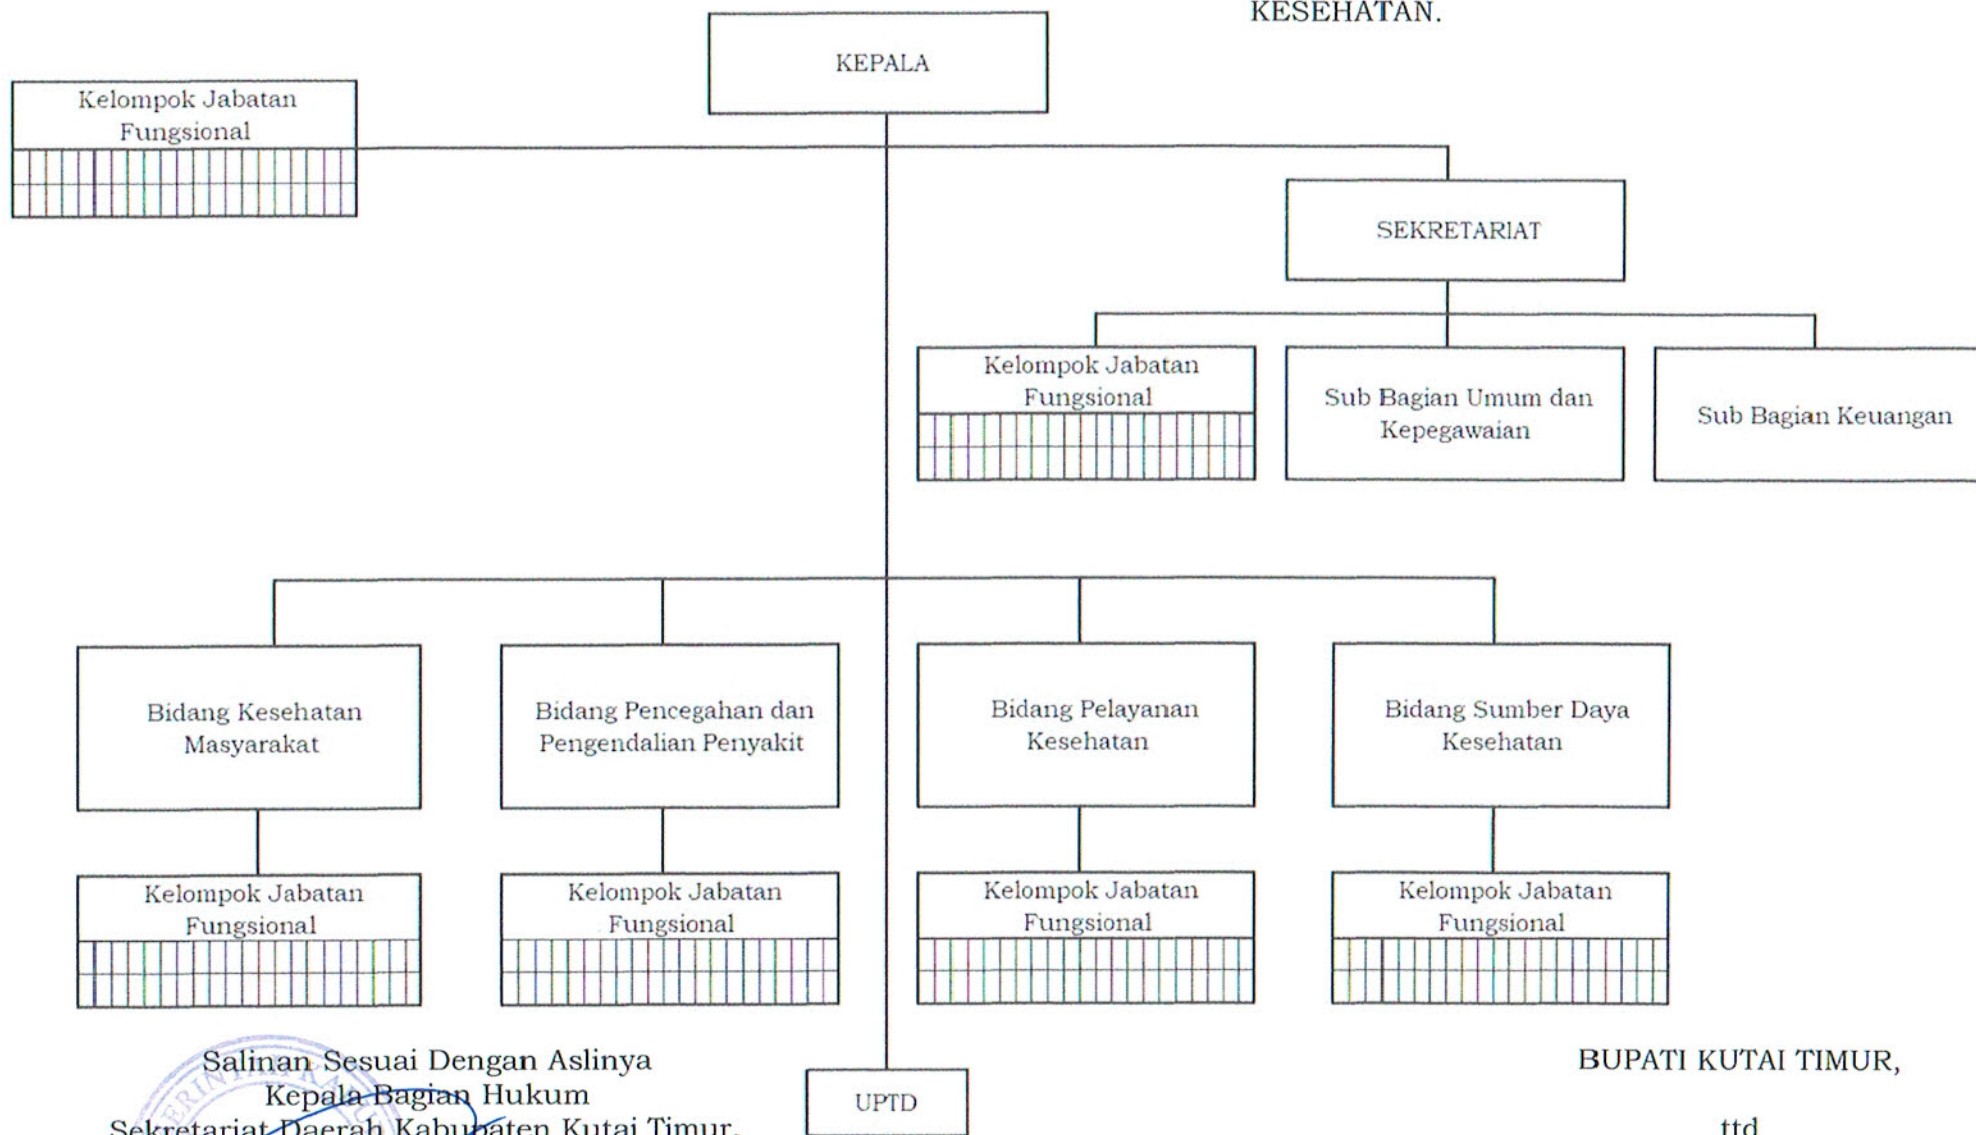 KESEHATAN.
KEPALA
Kelompok Jabatan
Fungsional
SEKRETARIAT
Kelompok Jabatan
Fungsional
Sub Bagian Umum dan
Kepegawaian
Sub Bagian Keuangan
Bidang Kesehatan
Masyarakat
Bidang Pencegahan dan
Pengendalian Penyakit
Bidang Pelayanan
Kesehatan
Bidang Sumber Daya
Kesehatan
Kelompok Jabatan
Fungsional
Kelompok Jabatan
Fungsional
Kelompok Jabatan
Fungsional
Kelompok Jabatan
Fungsional
Salinan Sesuai Dengan Aslinya
Kepala Bagian Hukum
Sekretariat Daerah Kabupaten Kutai Timur,
UPTD
BUPATI KUTAI TIMUR,
ttd